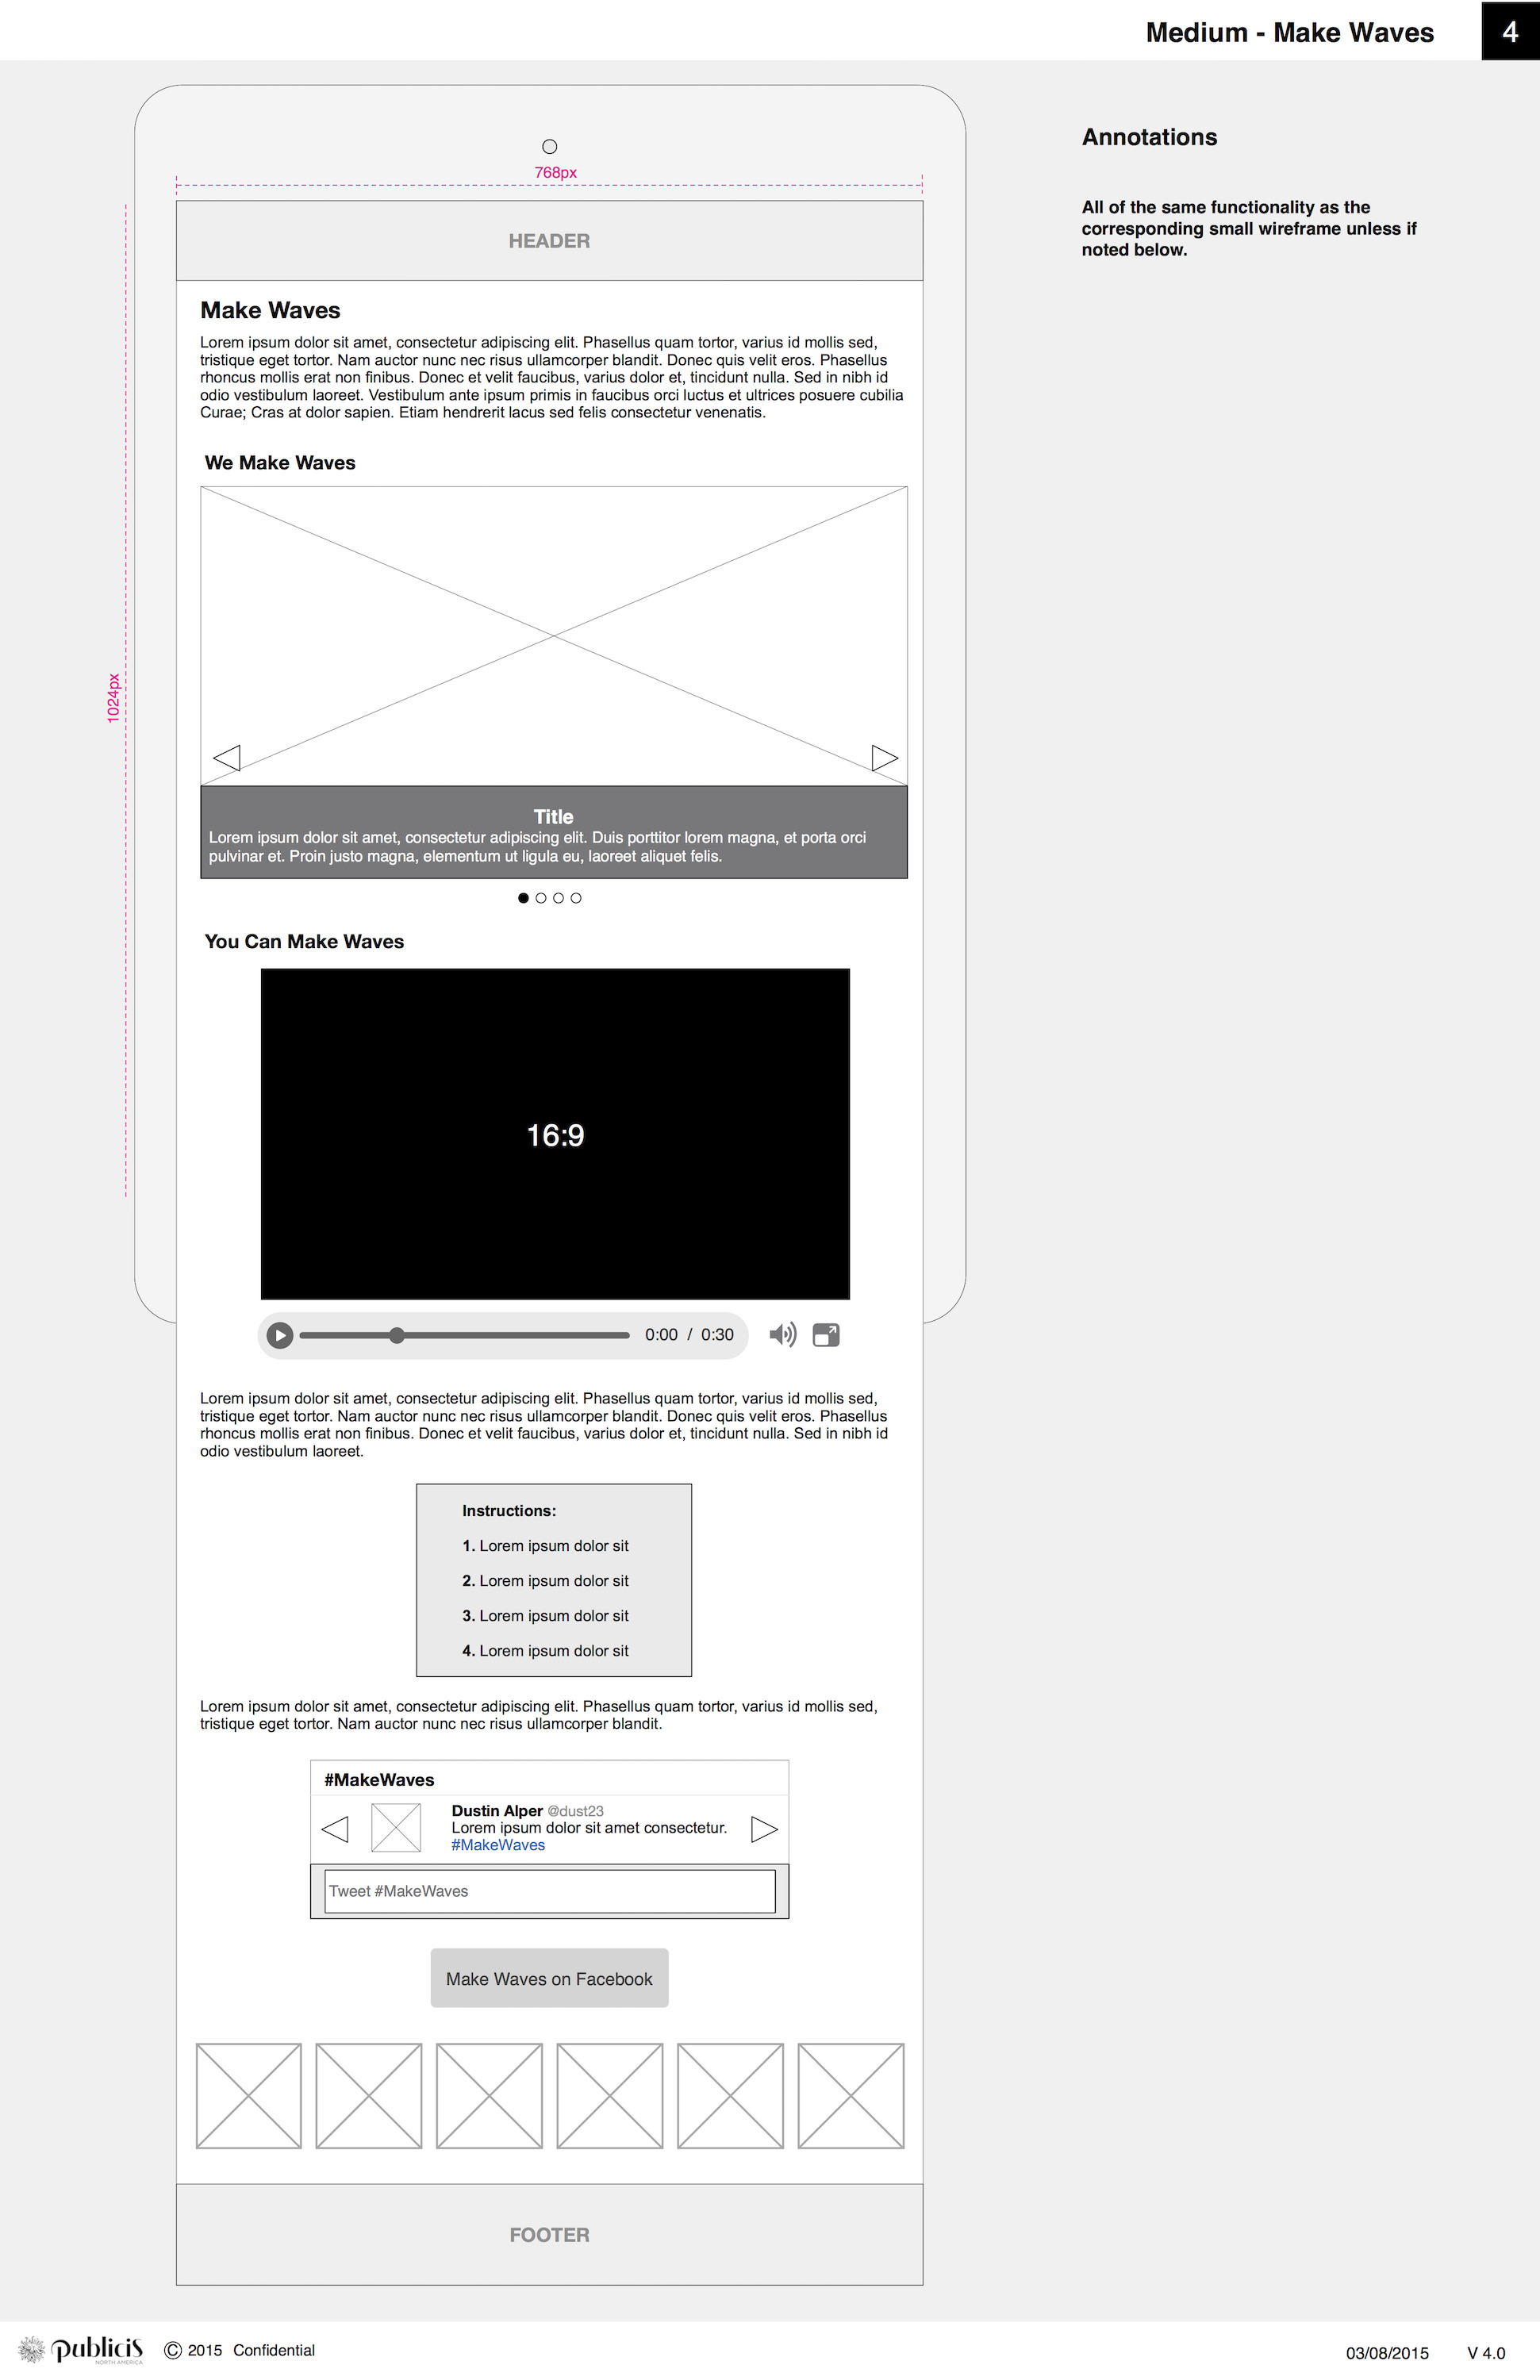 Medium - Make Waves
4
Annotations
All of the same functionality as the
corresponding small wireframe unless if
noted below.
768px
1024px
HEADER
Make Waves
Lorem ipsum dolor sit amet, consectetur adipiscing elit. Phasellus quam tortor, varius id mollis sed,
tristique eget tortor. Nam auctor nunc nec risus ullamcorper blandit. Donec quis velit eros. Phasellus
rhoncus mollis erat non finibus. Donec et velit faucibus, varius dolor et, tincidunt nulla. Sed in nibh id
odio vestibulum laoreet. Vestibulum ante ipsum primis in faucibus orci luctus et ultrices posuere cubilia
Curae; Cras at dolor sapien. Etiam hendrerit lacus sed felis consectetur venenatis.
We Make Waves
Title
Lorem ipsum dolor sit amet, consectetur adipiscing elit. Duis porttitor lorem magna, et porta orci
pulvinar et. Proin justo magna, elementum ut ligula eu, laoreet aliquet felis.
You Can Make Waves
16:9
0:00 / 0:30
Lorem ipsum dolor sit amet, consectetur adipiscing elit. Phasellus quam tortor, varius id mollis sed,
tristique eget tortor. Nam auctor nunc nec risus ullamcorper blandit. Donec quis velit eros. Phasellus
rhoncus mollis erat non finibus. Donec et velit faucibus, varius dolor et, tincidunt nulla. Sed in nibh id
odio vestibulum laoreet.
Instructions:
1. Lorem ipsum dolor sit
2. Lorem ipsum dolor sit
3. Lorem ipsum dolor sit
4. Lorem ipsum dolor sit
Lorem ipsum dolor sit amet, consectetur adipiscing elit. Phasellus quam tortor, varius id mollis sed,
tristique eget tortor. Nam auctor nunc nec risus ullamcorper blandit.
#MakeWaves
Dustin Alper @dust23
Lorem ipsum dolor sit amet consectetur.
#MakeWaves
Tweet #MakeWaves
Make Waves on Facebook
FOOTER
publicis
NORTH AMERICA
© 2015 Confidential
03/08/2015 V 4.0